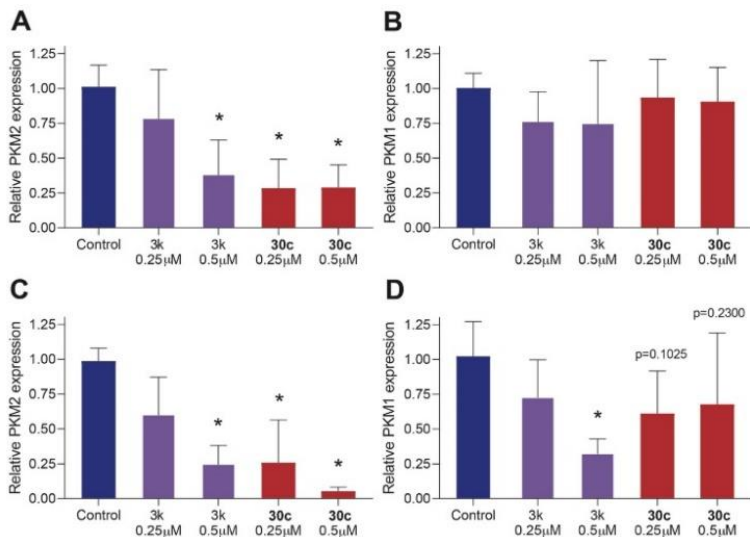 A
Relative PKM2 expression
1.25
1.00
0.75
0.50
0.25
0.00
*
*
*
Control
3k
0.25μM
3k
0.5μM
30c
0.25μM
30c
0.5μM
B
Relative PKM1 expression
1.25
1.00
0.75
0.50
0.25
0.00
Control
3k
0.25μM
3k
0.5μM
30c
0.25μM
30c
0.5μM
C
Relative PKM2 expression
1.25
1.00
0.75
0.50
0.25
0.00
*
*
*
Control
3k
0.25μM
3k
0.5μM
30c
0.25μM
30c
0.5μM
D
Relative PKM1 expression
1.25
1.00
0.75
0.50
0.25
0.00
*
p=0.1025
p=0.2300
Control
3k
0.25μM
3k
0.5μM
30c
0.25μM
30c
0.5μM